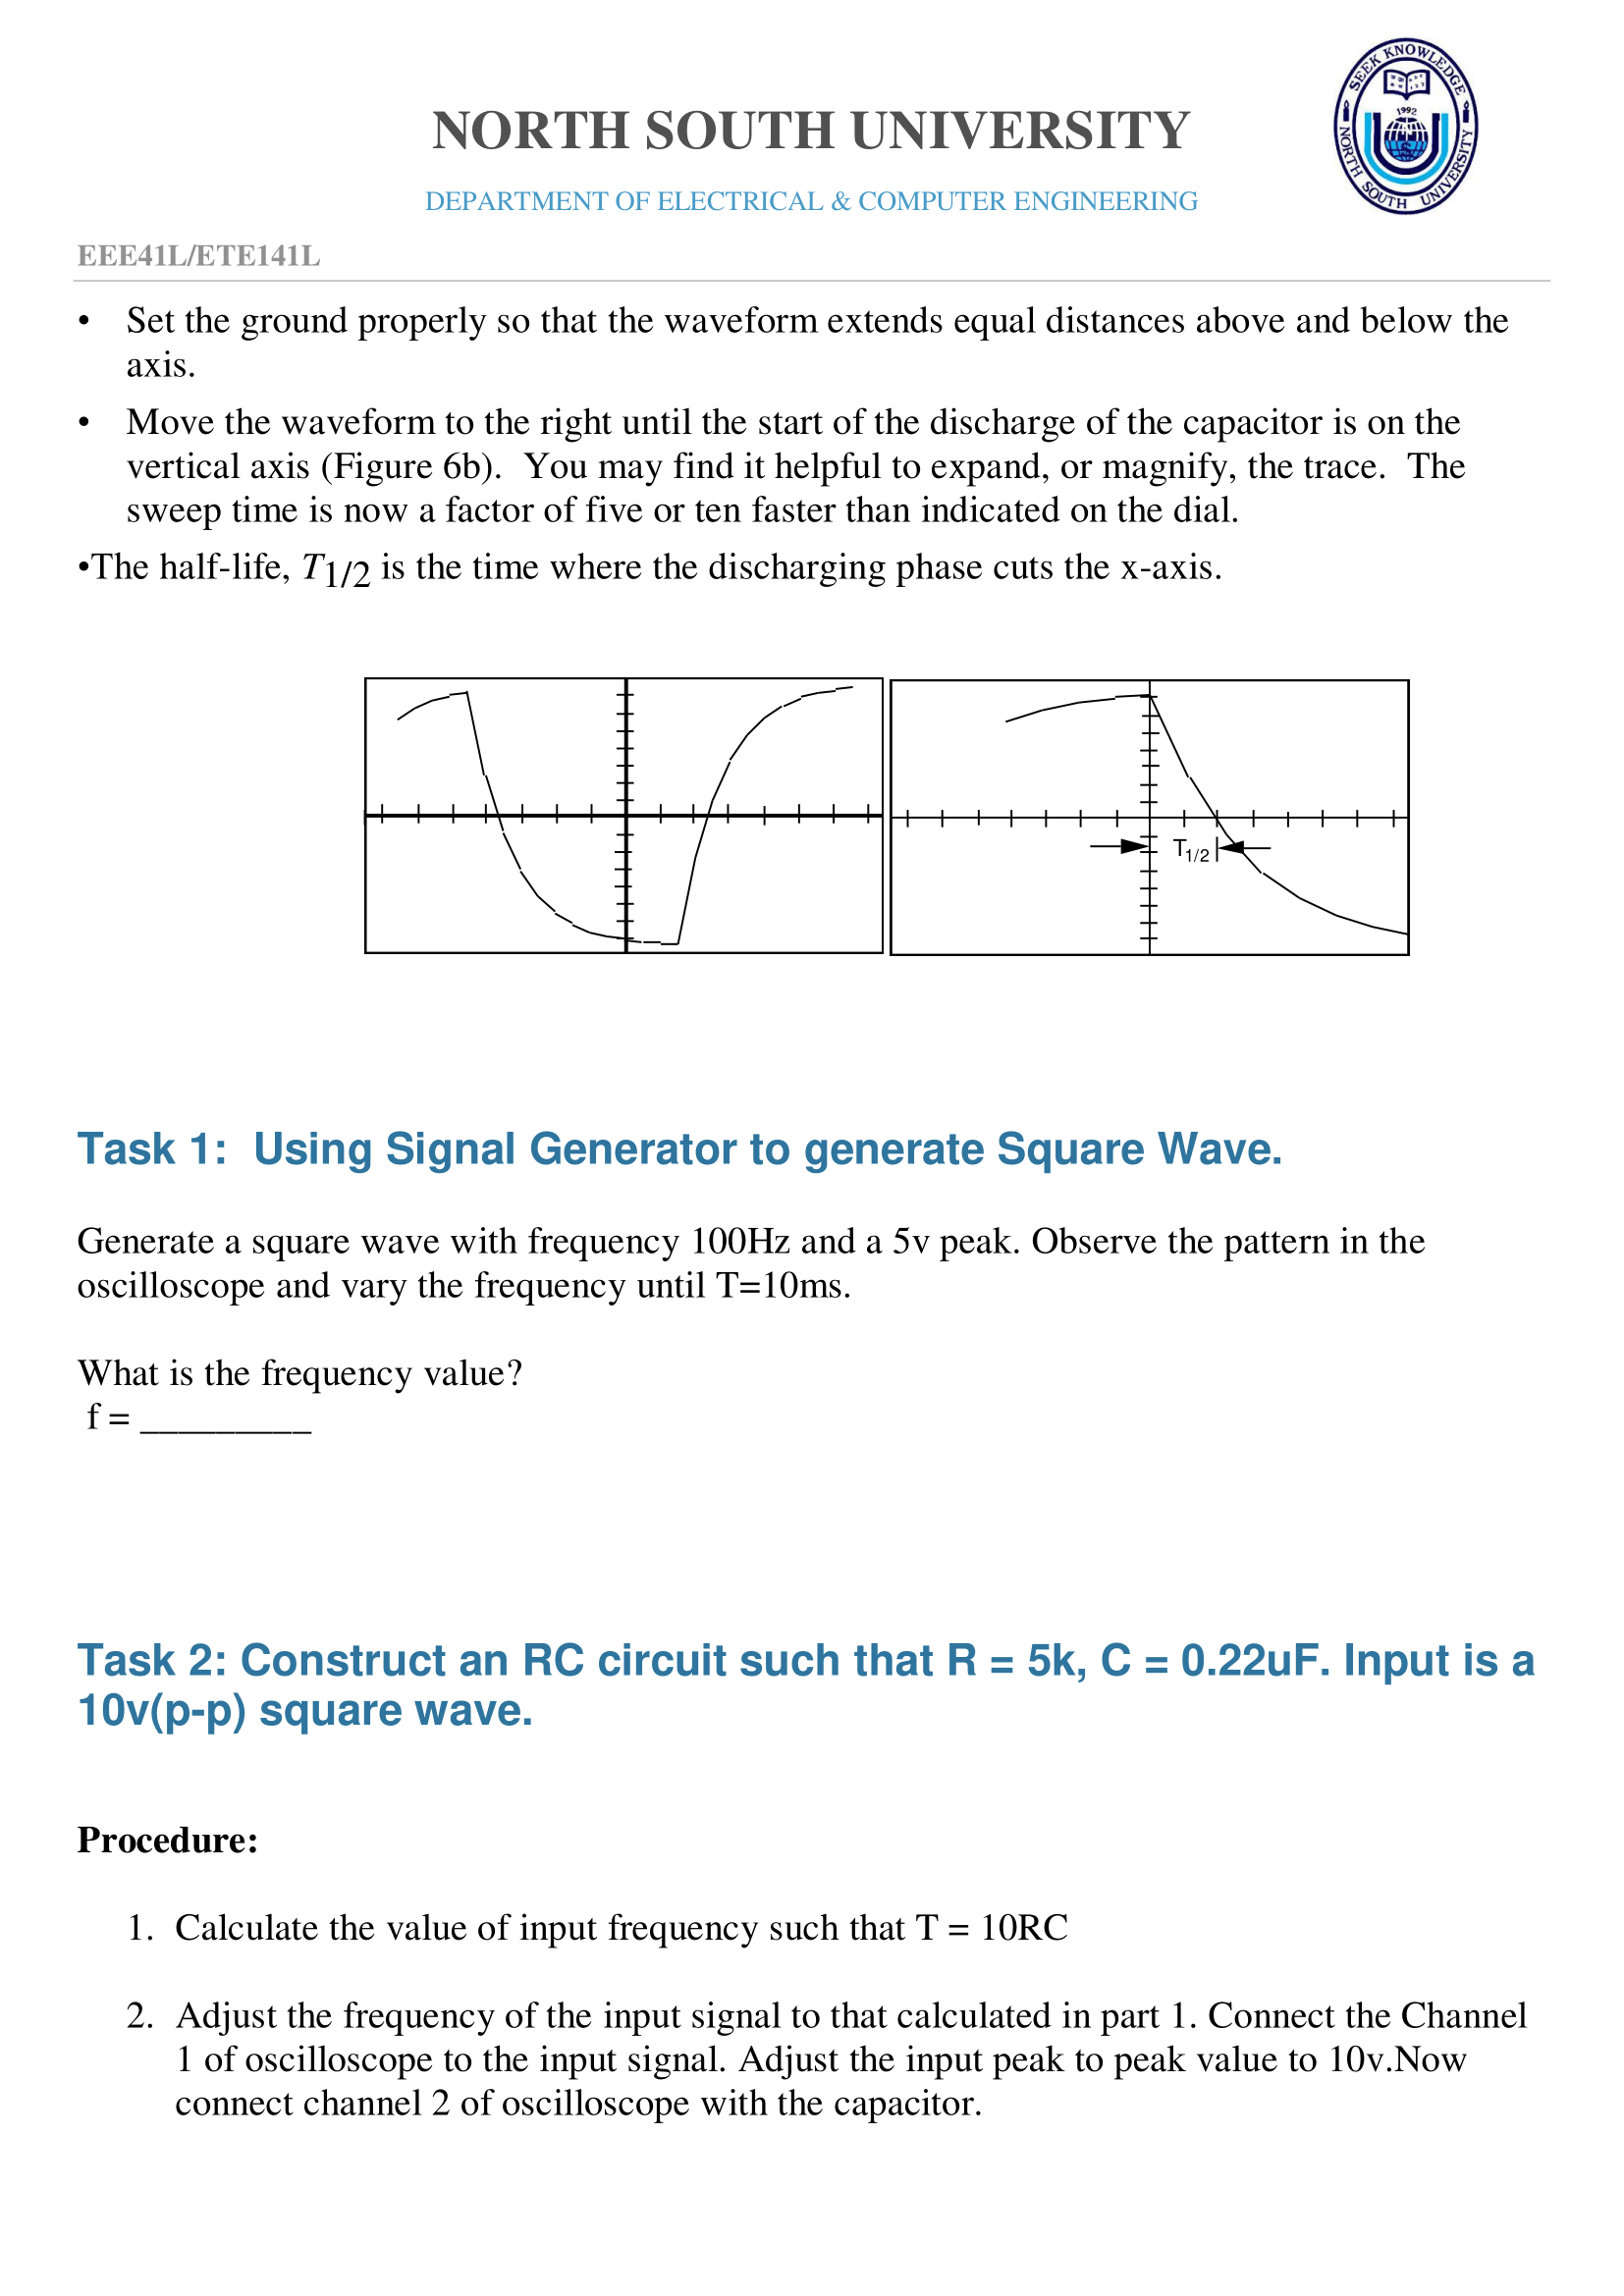 SEEK KNOWLEDGE
1992
NORTH SOUTH UNIVERSITY
NORTH SOUTH UNIVERSITY
DEPARTMENT OF ELECTRICAL & COMPUTER ENGINEERING
EEE41L/ETE141L
• Set the ground properly so that the waveform extends equal distances above and below the
axis.
• Move the waveform to the right until the start of the discharge of the capacitor is on the
vertical axis (Figure 6b).  You may find it helpful to expand, or magnify, the trace.  The
sweep time is now a factor of five or ten faster than indicated on the dial.
•The half-life, T1/2 is the time where the discharging phase cuts the x-axis.
T1/2
Task 1:  Using Signal Generator to generate Square Wave.
Generate a square wave with frequency 100Hz and a 5v peak. Observe the pattern in the
oscilloscope and vary the frequency until T=10ms.
What is the frequency value?
f = _________
Task 2: Construct an RC circuit such that R = 5k, C = 0.22uF. Input is a
10v(p-p) square wave.
Procedure:
1. Calculate the value of input frequency such that T = 10RC
2. Adjust the frequency of the input signal to that calculated in part 1. Connect the Channel
1 of oscilloscope to the input signal. Adjust the input peak to peak value to 10v.Now
connect channel 2 of oscilloscope with the capacitor.